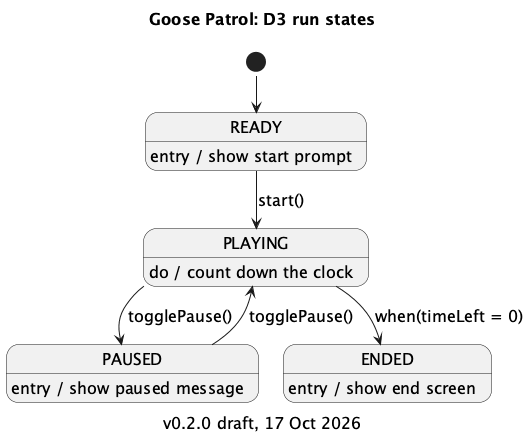 Goose Patrol: D3 run states
READY
entry / show start prompt
start()
PLAYING
do / count down the clock
togglePause()
togglePause()
when(timeLeft = 0)
PAUSED
entry / show paused message
ENDED
entry / show end screen
v0.2.0 draft, 17 Oct 2026